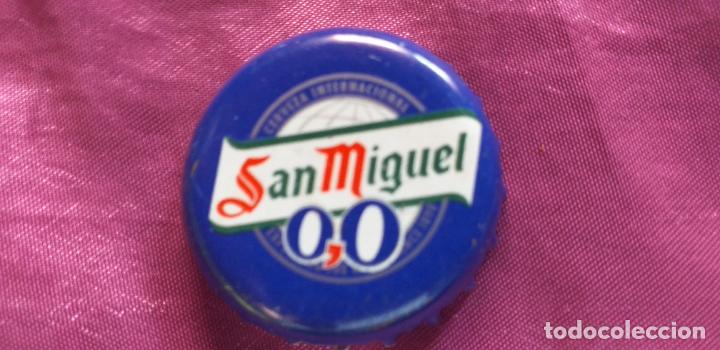 CERVEZA INTERNACIONAL
San Miguel
0,0
todocoleccion